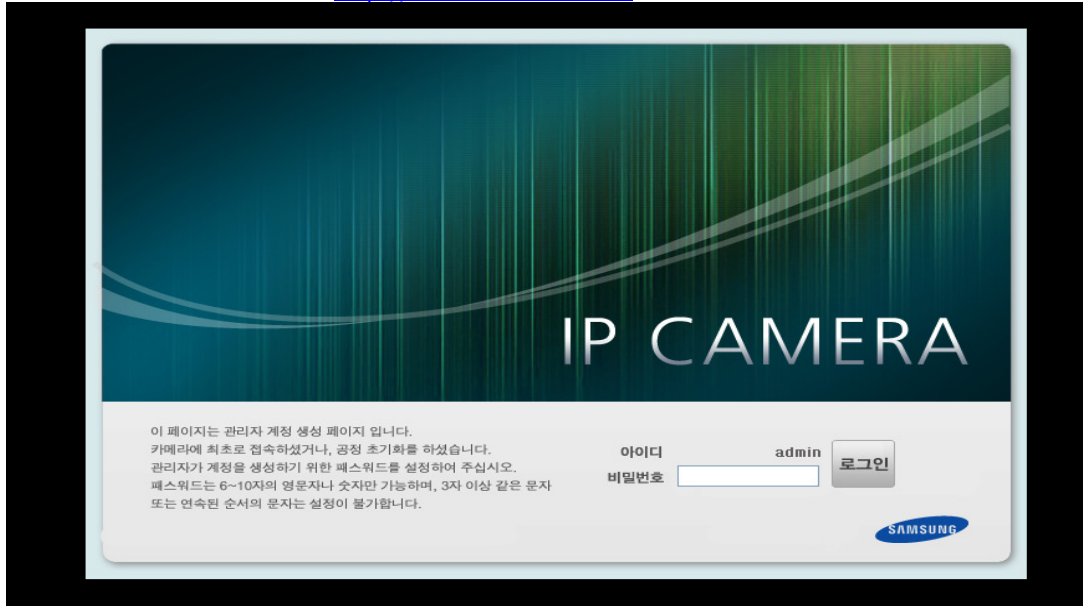 IP CAMERA
이 페이지는 관리자 계정 생성 페이지 입니다.
카메라에 최초로 접속하셨거나, 공정 초기화를 하셨습니다.
관리자가 계정을 생성하기 위한 패스워드를 설정하여 주십시오.
패스워드는 6~10자의 영문자나 숫자만 가능하며, 3자 이상 같은 문자
또는 연속된 순서의 문자는 설정이 불가합니다.
아이디 admin
비밀번호
로그인
SAMSUNG